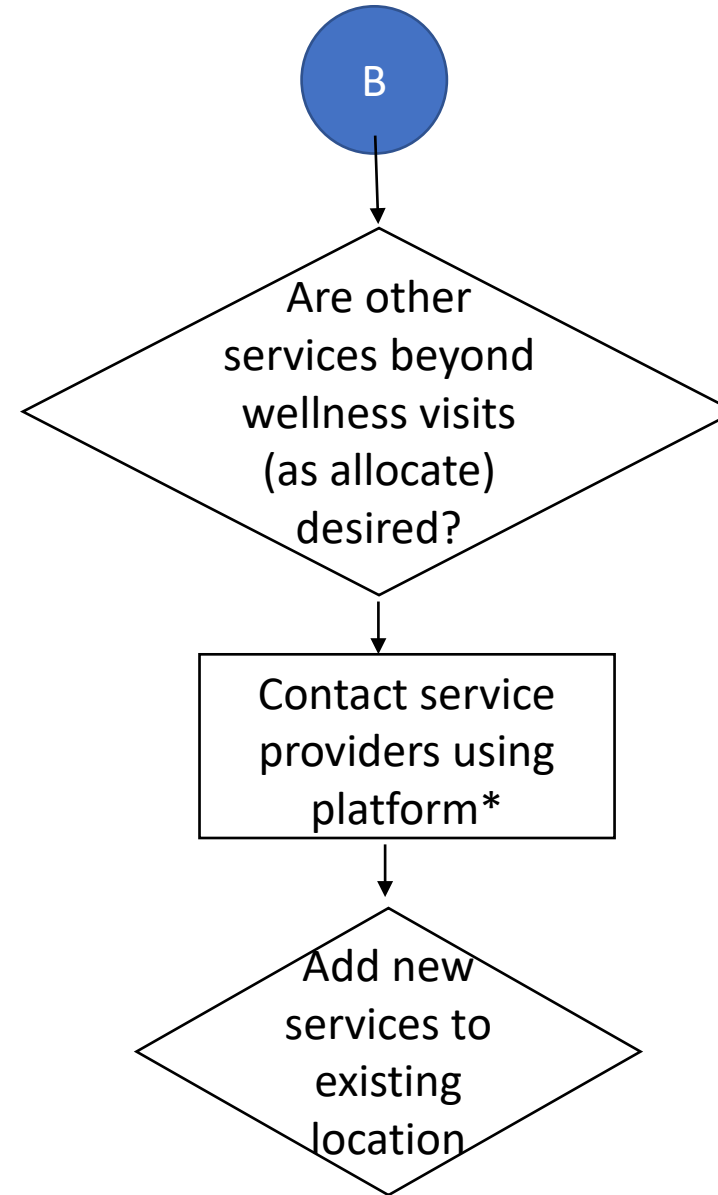 B
Are other
services beyond
wellness visits
(as allocate)
desired?
Contact service
providers using
platform*
Add new
services to
existing
location